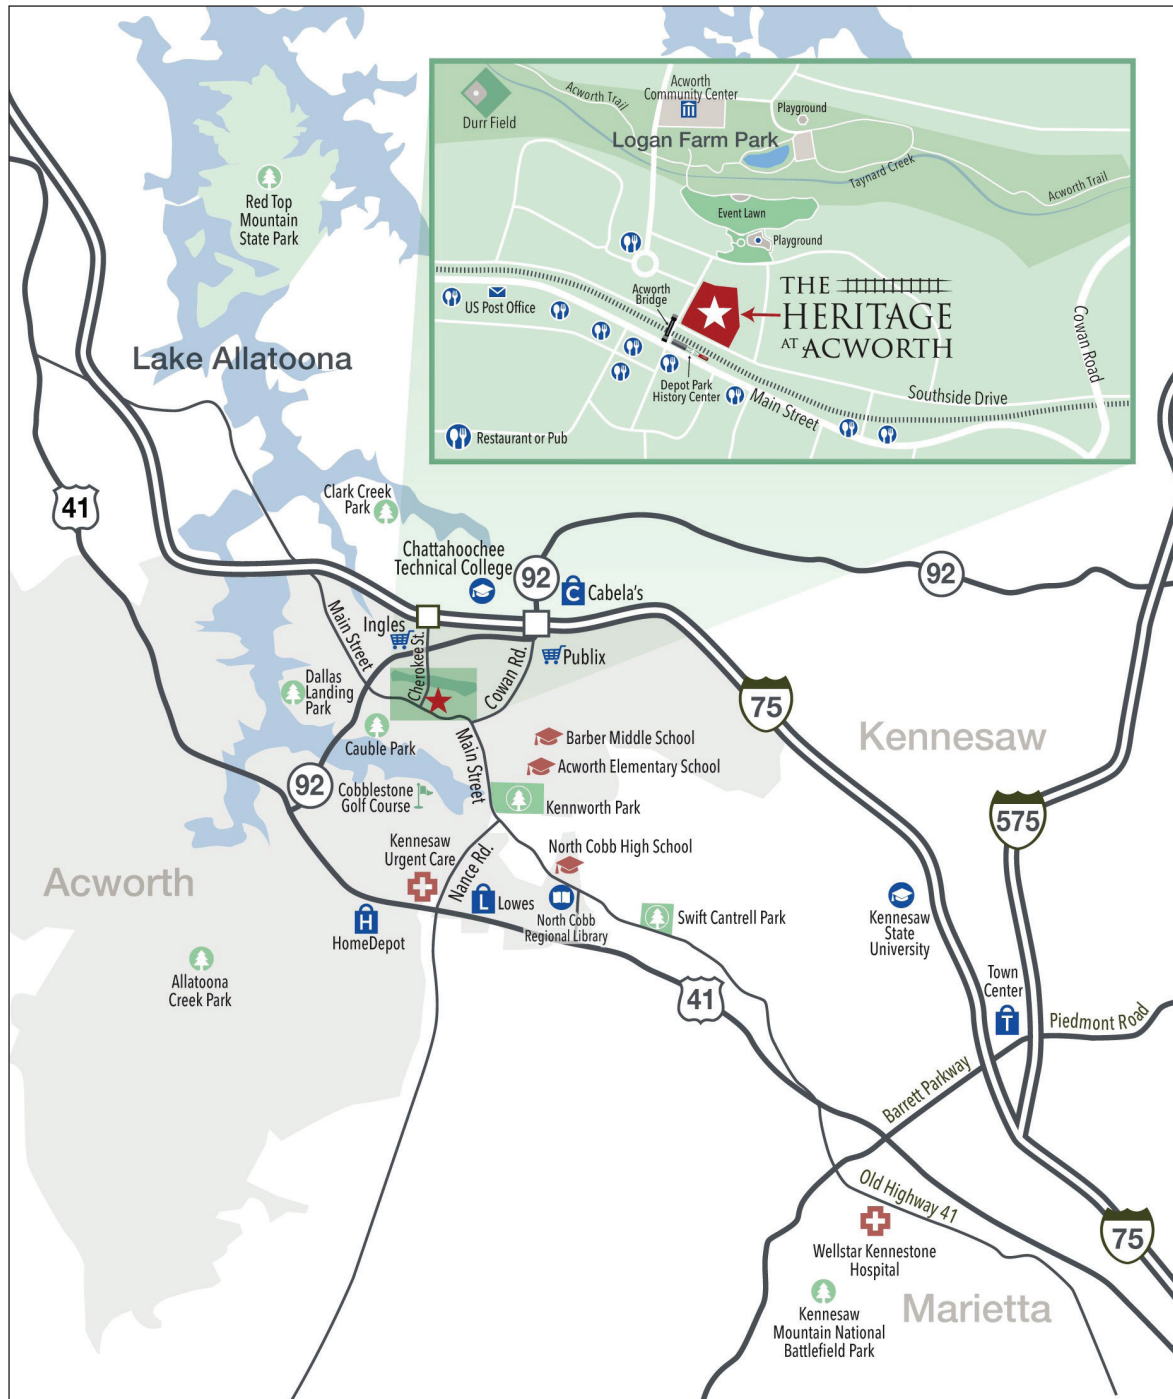 Acworth
Community Center
Acworth Trail
Playground
Durr Field
Logan Farm Park
Taynard Creek
Acworth Trail
Event Lawn
Playground
Red Top
Mountain
State Park
US Post Office
Acworth
Bridge
THE
HERITAGE
AT ACWORTH
Cowan Road
Depot Park
History Center
Main Street
Southside Drive
Restaurant or Pub
Lake Allatoona
41
Clark Creek
Park
Chattahoochee
Technical College
92
C
Cabela's
92
Main Street
Ingles
Cherokee St.
Cowan Rd.
Publix
Dallas
Landing
Park
75
Kennesaw
Cauble Park
Main Street
Barber Middle School
Acworth Elementary School
92
Cobblestone
Golf Course
Kennworth Park
575
Kennesaw
Urgent Care
Nance Rd.
North Cobb High School
Acworth
H
HomeDepot
L
Lowes
North Cobb
Regional Library
Swift Cantrell Park
Kennesaw
State
University
Allatoona
Creek Park
41
Town
Center
T
Piedmont Road
Barrett Parkway
Old Highway 41
75
Wellstar Kennestone
Hospital
Marietta
Kennesaw
Mountain National
Battlefield Park